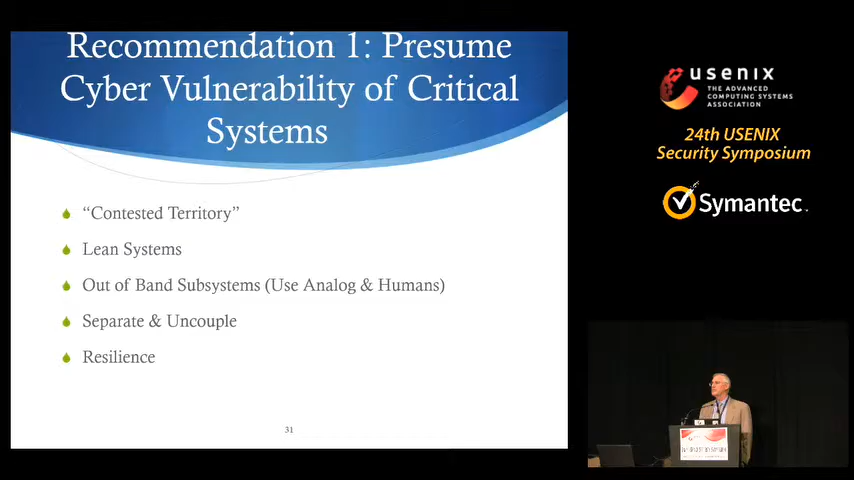 Recommendation 1: Presume
Cyber Vulnerability of Critical
Systems
“Contested Territory”
Lean Systems
Out of Band Subsystems (Use Analog & Humans)
Separate & Uncouple
Resilience
31
usenix
THE ADVANCED
COMPUTING SYSTEMS
ASSOCIATION
24th USENIX
Security Symposium
Symantec.